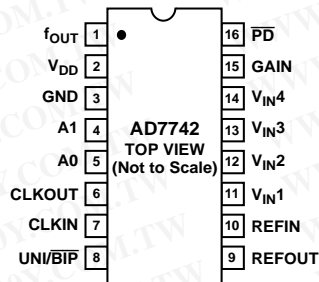 fOUT 1 16 PD
VDD 2 15 GAIN
GND 3 14 VIN4
A1 4 13 VIN3
AD7742
TOP VIEW
(Not to Scale)
A0 5 12 VIN2
CLKOUT 6 11 VIN1
CLKIN 7 10 REFIN
UNI/BIP 8 9 REFOUT